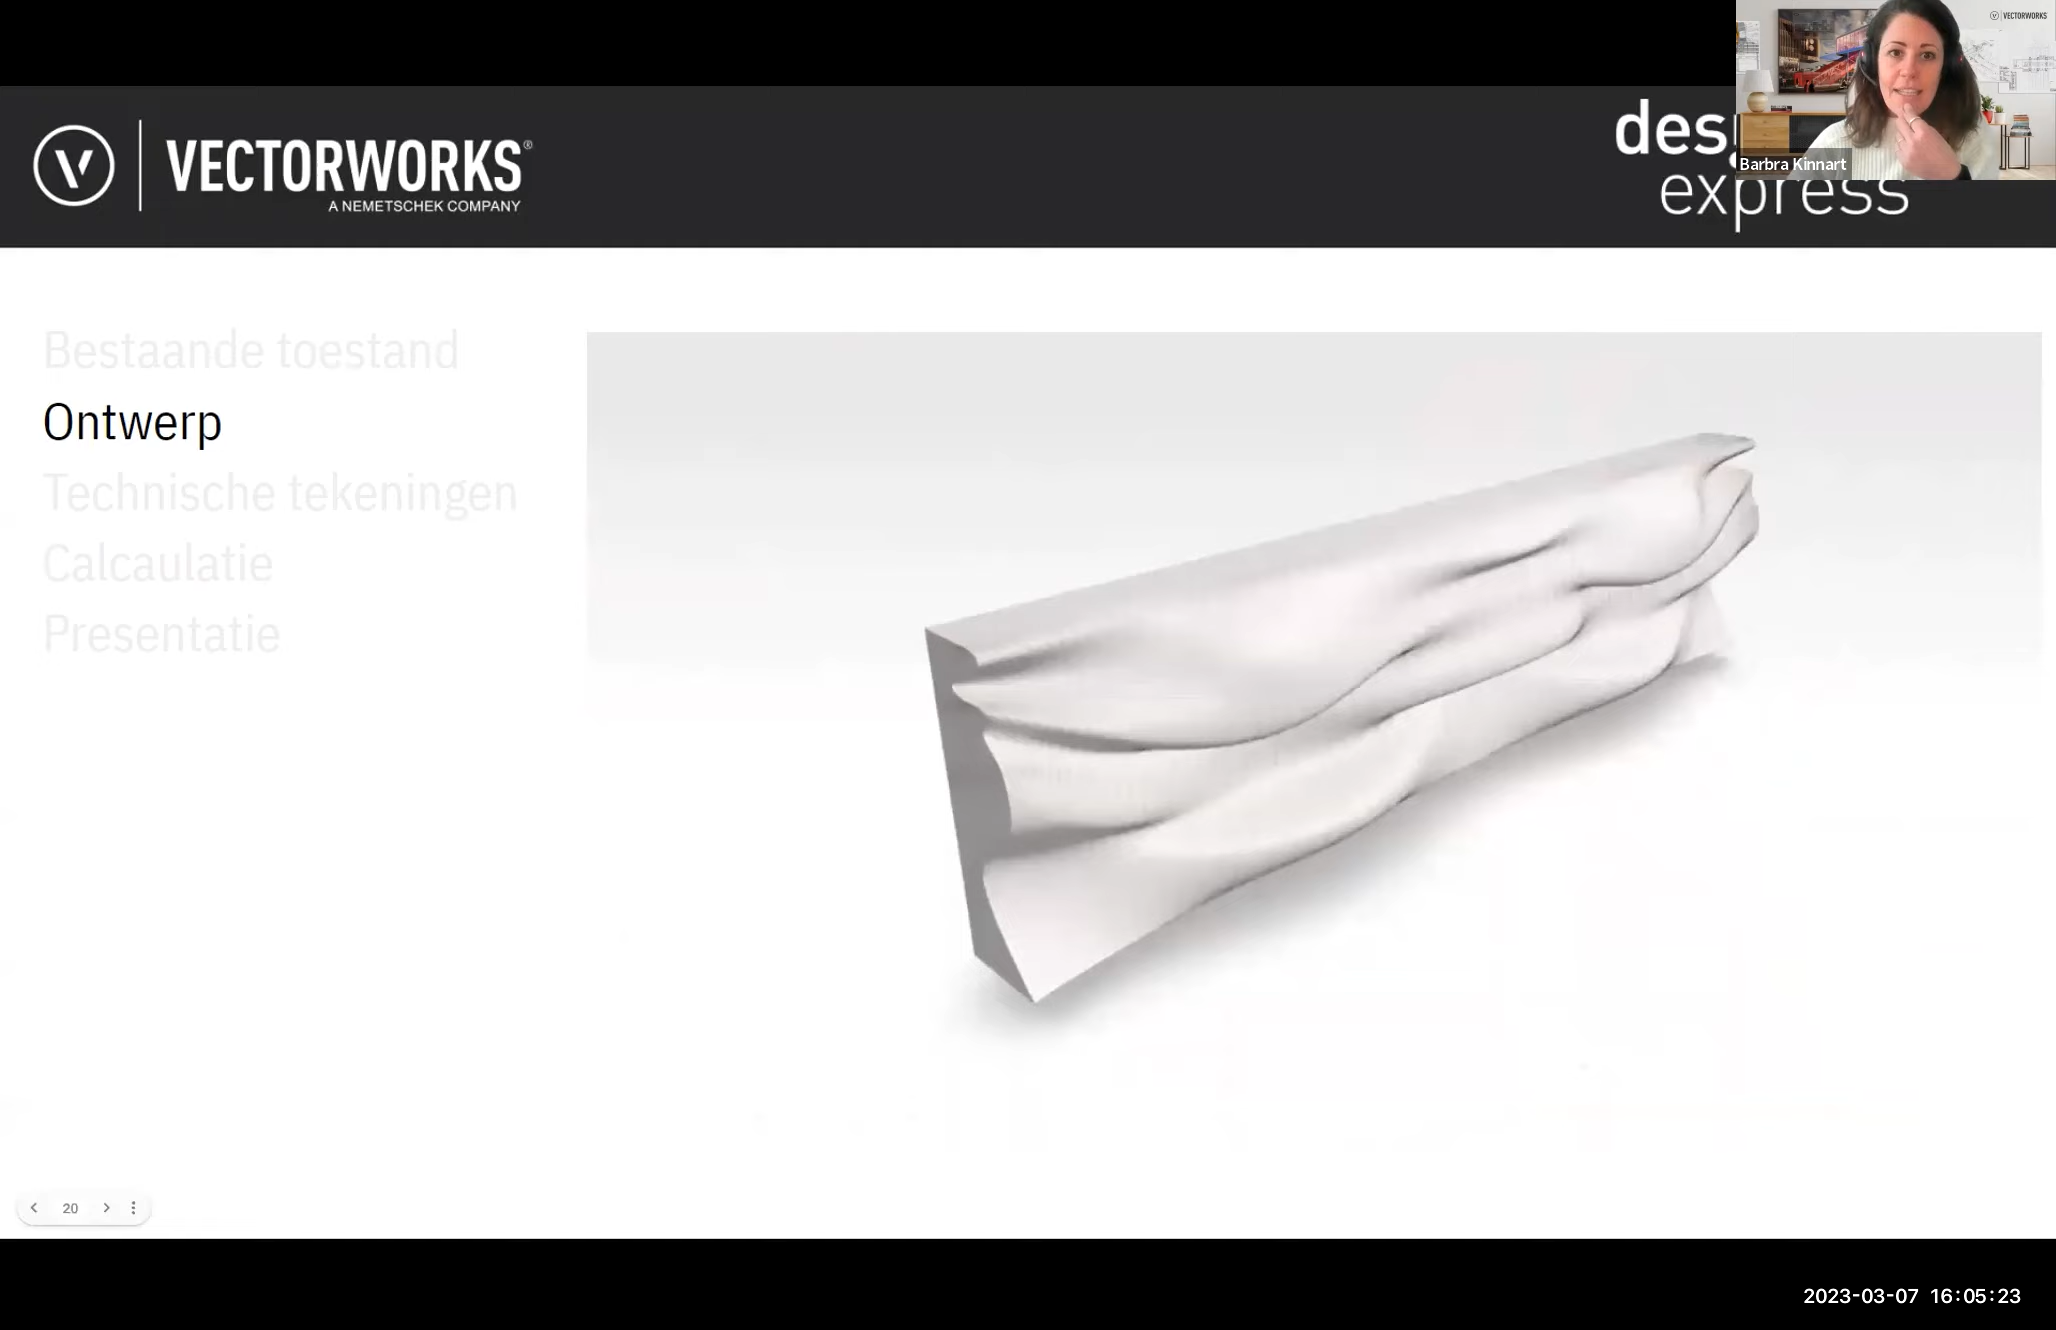 VECTORWORKS
VECTORWORKS®
A NEMETSCHEK COMPANY
express
Barbra Kinnart
Bestaande toestand
Ontwerp
Technische tekeningen
Calcaulatie
Presentatie
20
2023-03-07 16:05:23